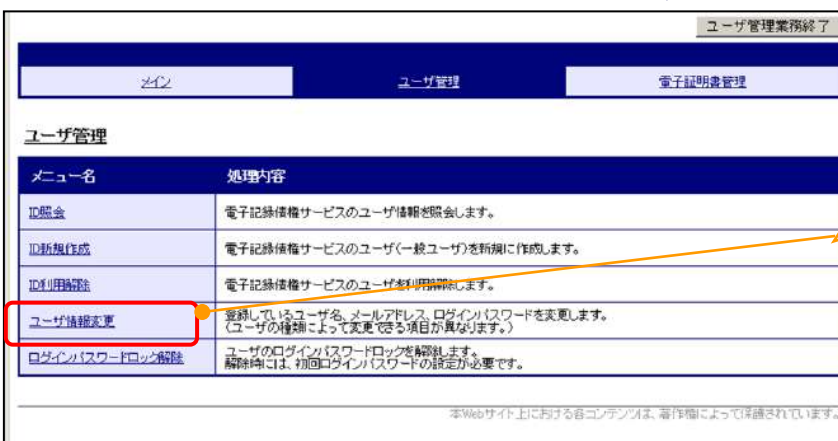 ユーザ管理業務終了
メイン ユーザ管理 電子証明書管理
ユーザ管理
メニュー名 処理内容
ID照会 電子記録債権サービスのユーザ情報を照会します。
ID新規作成 電子記録債権サービスのユーザ(一般ユーザ)を新規に作成します。
ID利用解除 電子記録債権サービスのユーザを利用解除します。
ユーザ情報変更 登録しているユーザ名、メールアドレス、ログインパスワードを変更します。
(ユーザの種類によって変更できる項目が異なります。)
ログインパスワードロック解除 ユーザのログインパスワードロックを解除します。
解除時には、初回ログインパスワードの設定が必要です。
本Webサイト上における各コンテンツは、著作権によって保護されています。